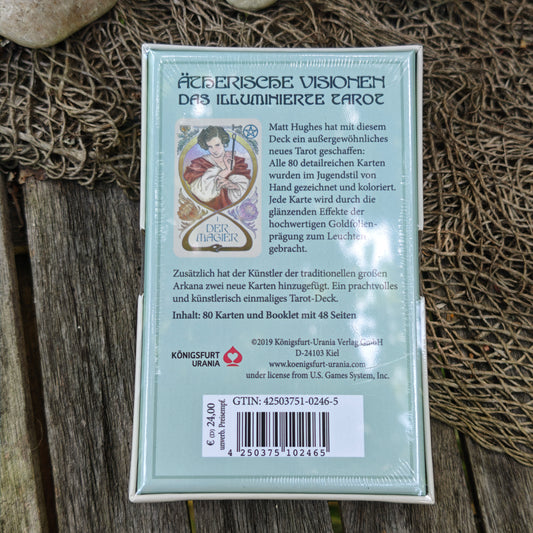 ÄTHERISCHE VISIONEN
DAS ILLUMINIERTE TAROT
Matt Hughes hat mit diesem
Deck ein außergewöhnliches
neues Tarot geschaffen:
Alle 80 detailreichen Karten
wurden im Jugendstil von
Hand gezeichnet und koloriert.
Jede Karte wird durch die
glänzenden Effekte der
hochwertigen Goldfolien-
prägung zum Leuchten
gebracht.
DER
MAGIER
Zusätzlich hat der Künstler der traditionellen großen
Arkana zwei neue Karten hinzugefügt. Ein prachtvolles
und künstlerisch einmaliges Tarot-Deck.
Inhalt: 80 Karten und Booklet mit 48 Seiten
©2019 Königsfurt-Urania Verlag GmbH
D-24103 Kiel
www.koenigsfurt-urania.com
under license from U.S. Games System, Inc.
KÖNIGSFURT
URANIA
GTIN: 42503751-0246-5
€ (D) 24,00
unverb. Preisempf.
4 250375 102465